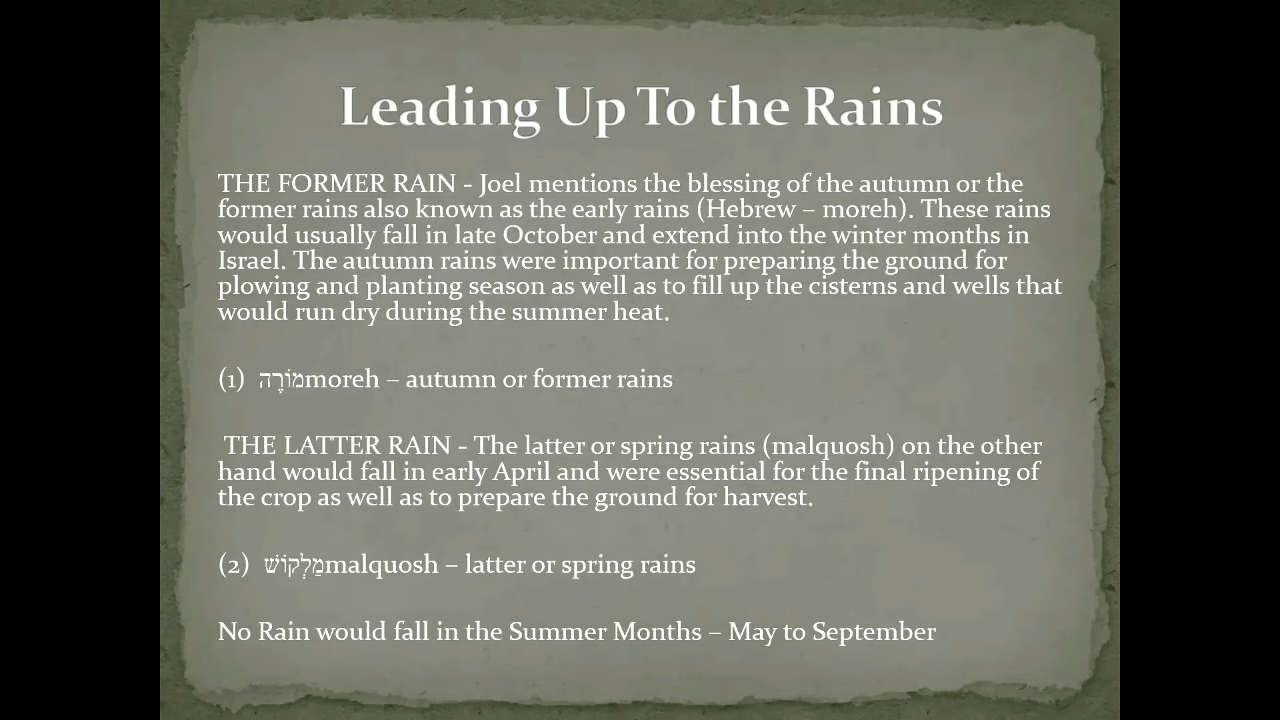 Leading Up To the Rains
THE FORMER RAIN - Joel mentions the blessing of the autumn or the
former rains also known as the early rains (Hebrew – moreh). These rains
would usually fall in late October and extend into the winter months in
Israel. The autumn rains were important for preparing the ground for
plowing and planting season as well as to fill up the cisterns and wells that
would run dry during the summer heat.
(1) מוֹרֶה moreh – autumn or former rains
THE LATTER RAIN - The latter or spring rains (malquosh) on the other
hand would fall in early April and were essential for the final ripening of
the crop as well as to prepare the ground for harvest.
(2) מַלְקוֹשׁ malquosh – latter or spring rains
No Rain would fall in the Summer Months – May to September